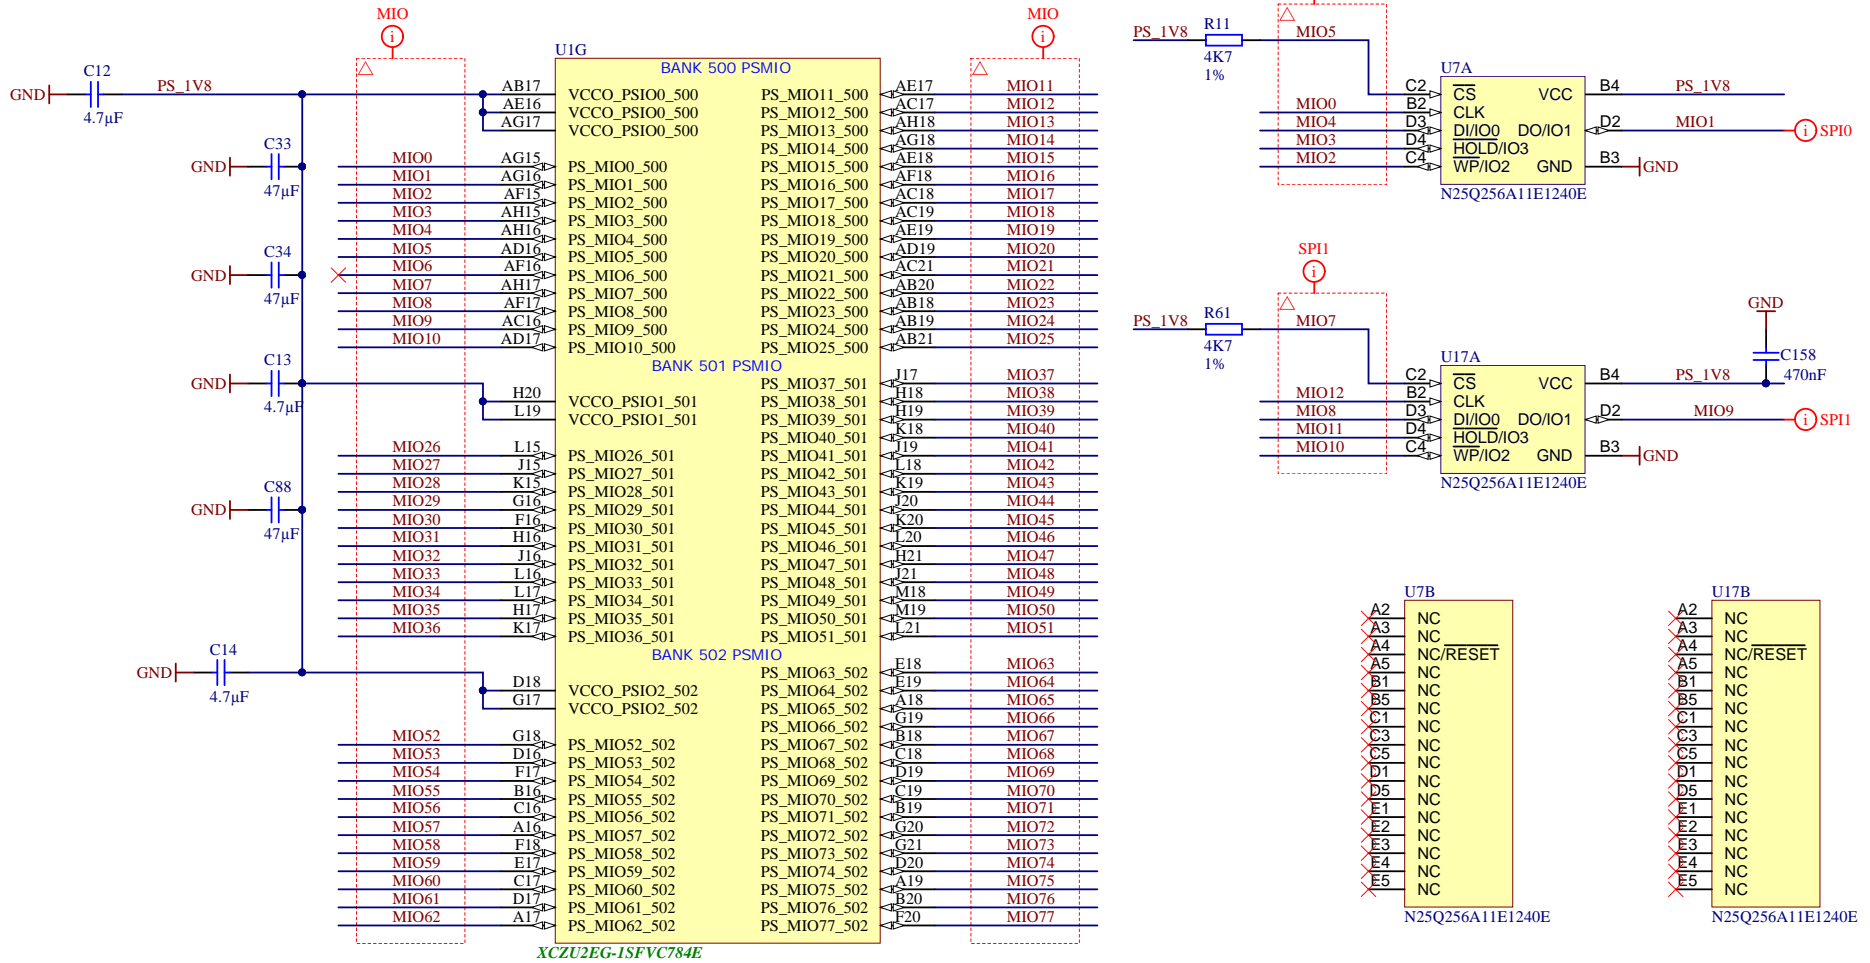 MIO
MIO
U1G
BANK 500 PSMIO
C12
GND
4.7µF
PS_1V8
AB17 VCCO_PSIO0_500 PS_MIO11_500 AE17 MIO11
AE16 VCCO_PSIO0_500 PS_MIO12_500 AC17 MIO12
AG17 VCCO_PSIO0_500 PS_MIO13_500 AH18 MIO13
PS_MIO14_500 AG18 MIO14
C33
GND
47µF
MIO0 AG15 PS_MIO0_500 PS_MIO15_500 AE18 MIO15
MIO1 AG16 PS_MIO1_500 PS_MIO16_500 AF18 MIO16
MIO2 AF15 PS_MIO2_500 PS_MIO17_500 AC18 MIO17
MIO3 AH15 PS_MIO3_500 PS_MIO18_500 AC19 MIO18
MIO4 AH16 PS_MIO4_500 PS_MIO19_500 AE19 MIO19
C34
GND
47µF
MIO5 AD16 PS_MIO5_500 PS_MIO20_500 AD19 MIO20
MIO6 AF16 PS_MIO6_500 PS_MIO21_500 AC21 MIO21
MIO7 AH17 PS_MIO7_500 PS_MIO22_500 AB20 MIO22
MIO8 AF17 PS_MIO8_500 PS_MIO23_500 AB18 MIO23
MIO9 AC16 PS_MIO9_500 PS_MIO24_500 AB19 MIO24
MIO10 AD17 PS_MIO10_500 PS_MIO25_500 AB21 MIO25
BANK 501 PSMIO
C13
GND
4.7µF
PS_MIO37_501 J17 MIO37
H20 VCCO_PSIO1_501 PS_MIO38_501 H18 MIO38
L19 VCCO_PSIO1_501 PS_MIO39_501 H19 MIO39
PS_MIO40_501 K18 MIO40
MIO26 L15 PS_MIO26_501 PS_MIO41_501 J19 MIO41
MIO27 J15 PS_MIO27_501 PS_MIO42_501 L18 MIO42
MIO28 K15 PS_MIO28_501 PS_MIO43_501 K19 MIO43
C88
GND
47µF
MIO29 G16 PS_MIO29_501 PS_MIO44_501 J20 MIO44
MIO30 F16 PS_MIO30_501 PS_MIO45_501 K20 MIO45
MIO31 H16 PS_MIO31_501 PS_MIO46_501 L20 MIO46
MIO32 J16 PS_MIO32_501 PS_MIO47_501 H21 MIO47
MIO33 L16 PS_MIO33_501 PS_MIO48_501 J21 MIO48
MIO34 L17 PS_MIO34_501 PS_MIO49_501 M18 MIO49
MIO35 H17 PS_MIO35_501 PS_MIO50_501 M19 MIO50
MIO36 K17 PS_MIO36_501 PS_MIO51_501 L21 MIO51
BANK 502 PSMIO
C14
GND
4.7µF
PS_MIO63_502 E18 MIO63
D18 VCCO_PSIO2_502 PS_MIO64_502 E19 MIO64
G17 VCCO_PSIO2_502 PS_MIO65_502 A18 MIO65
PS_MIO66_502 G19 MIO66
MIO52 G18 PS_MIO52_502 PS_MIO67_502 B18 MIO67
MIO53 D16 PS_MIO53_502 PS_MIO68_502 C18 MIO68
MIO54 F17 PS_MIO54_502 PS_MIO69_502 D19 MIO69
MIO55 B16 PS_MIO55_502 PS_MIO70_502 C19 MIO70
MIO56 C16 PS_MIO56_502 PS_MIO71_502 B19 MIO71
MIO57 A16 PS_MIO57_502 PS_MIO72_502 G20 MIO72
MIO58 F18 PS_MIO58_502 PS_MIO73_502 G21 MIO73
MIO59 E17 PS_MIO59_502 PS_MIO74_502 D20 MIO74
MIO60 C17 PS_MIO60_502 PS_MIO75_502 A19 MIO75
MIO61 D17 PS_MIO61_502 PS_MIO76_502 B20 MIO76
MIO62 A17 PS_MIO62_502 PS_MIO77_502 F20 MIO77
XCZU2EG-1SFVC784E
PS_1V8 R11 MIO5
4K7
1%
U7A
C2 CS VCC B4 PS_1V8
MIO0 B2 CLK
MIO4 D3 DI/IO0 DO/IO1 D2 MIO1 SPI0
MIO3 D4 HOLD/IO3
MIO2 C4 WP/IO2 GND B3 GND
N25Q256A11E1240E
SPI1
PS_1V8 R61 MIO7
4K7
1%
GND
C158
470nF
U17A
C2 CS VCC B4 PS_1V8
MIO12 B2 CLK
MIO8 D3 DI/IO0 DO/IO1 D2 MIO9 SPI1
MIO11 D4 HOLD/IO3
MIO10 C4 WP/IO2 GND B3 GND
N25Q256A11E1240E
U7B
A2 NC
A3 NC
A4 NC/RESET
A5 NC
B1 NC
B5 NC
C1 NC
C3 NC
C5 NC
D1 NC
D5 NC
E1 NC
E2 NC
E3 NC
E4 NC
E5 NC
N25Q256A11E1240E
U17B
A2 NC
A3 NC
A4 NC/RESET
A5 NC
B1 NC
B5 NC
C1 NC
C3 NC
C5 NC
D1 NC
D5 NC
E1 NC
E2 NC
E3 NC
E4 NC
E5 NC
N25Q256A11E1240E